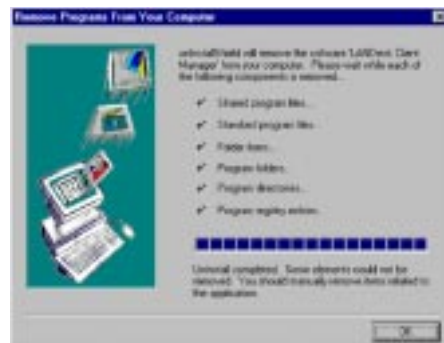 Remove Programs From Your Computer
unInstallShield will remove the software 'LANDesk Client
Manager' from your computer. Please wait while each of
the following components is removed...
Shared program files...
Standard program files...
Folder items...
Program folders...
Program directories...
Program registry entries...
Uninstall completed. Some elements could not be
removed. You should manually remove items related to
the application.
OK